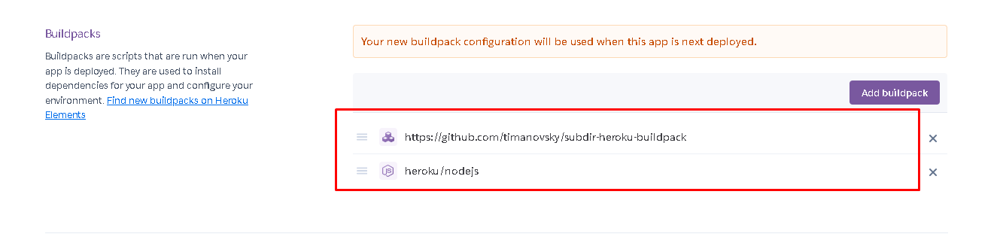 Buildpacks
Buildpacks are scripts that are run when your
app is deployed. They are used to install
dependencies for your app and configure your
environment. Find new buildpacks on Heroku
Elements
Your new buildpack configuration will be used when this app is next deployed.
Add buildpack
https://github.com/timanovsky/subdir-heroku-buildpack
JS heroku/nodejs